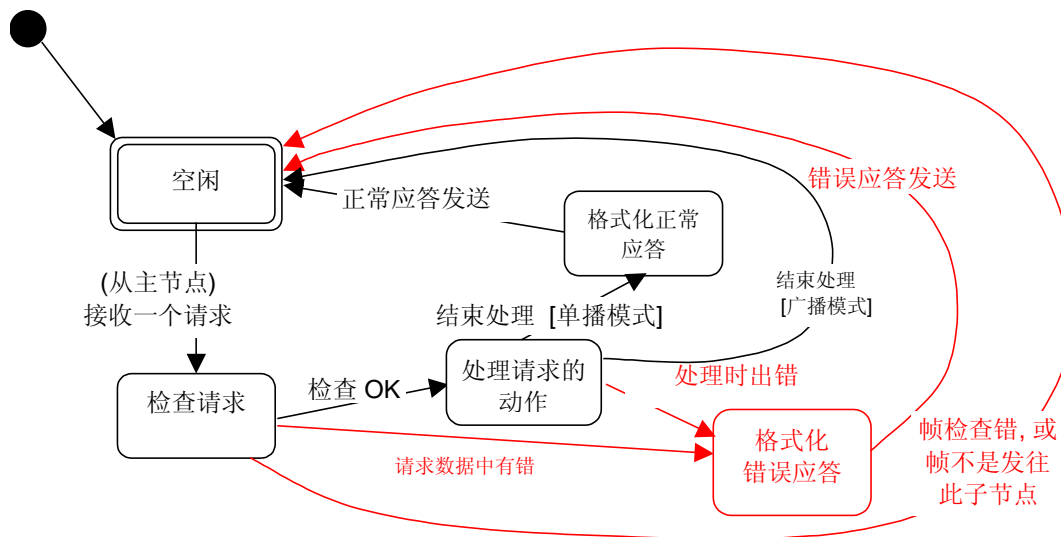 空闲
正常应答发送
错误应答发送
格式化正常
应答
(从主节点)
接收一个请求
结束处理
[广播模式]
结束处理 [单播模式]
检查请求
检查 OK
处理请求的
动作
处理时出错
请求数据中有错
格式化
错误应答
帧检查错, 或
帧不是发往
此子节点